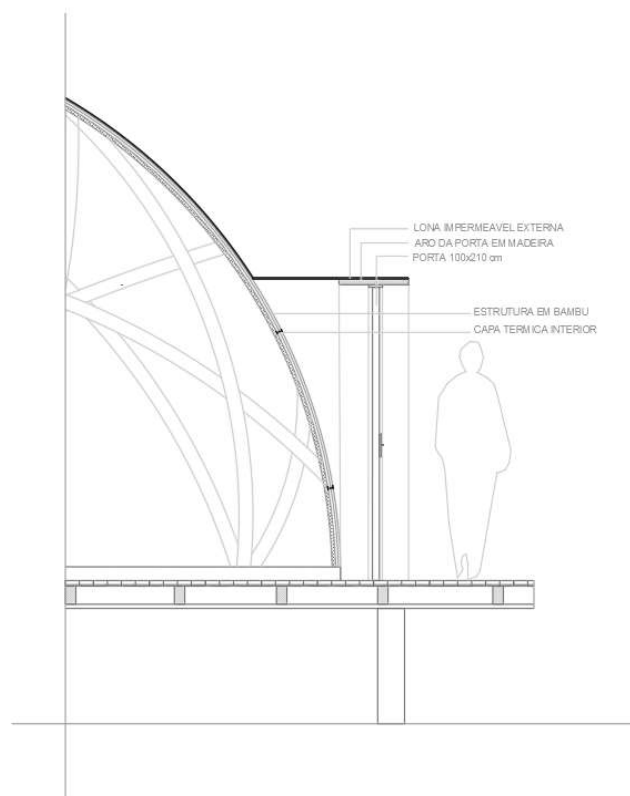 LONA IMPERMEAVEL EXTERNA
ARO DA PORTA EM MADEIRA
PORTA 100x210 cm
ESTRUTURA EM BAMBU
CAPA TERMICA INTERIOR